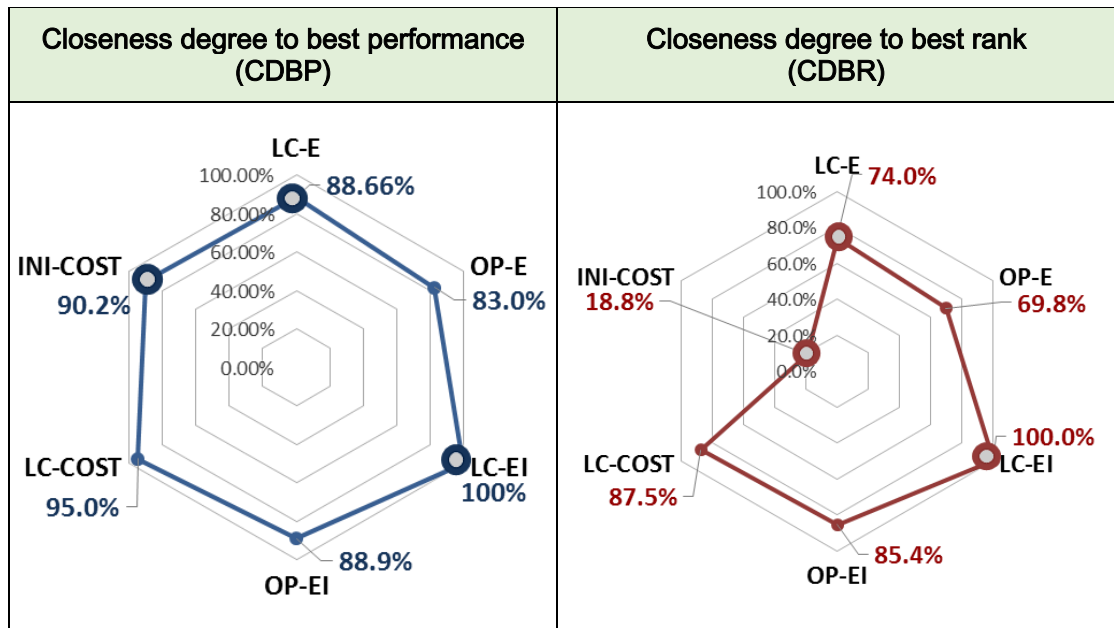 Closeness degree to best performance
(CDBP)
Closeness degree to best rank
(CDBR)
LC-E
100.00%
88.66%
80.00%
INI-COST
90.2%
60.00%
OP-E
83.0%
40.00%
20.00%
0.00%
LC-COST
95.0%
LC-EI
100%
88.9%
OP-EI
LC-E
74.0%
100.0%
80.0%
INI-COST
18.8%
60.0%
OP-E
69.8%
40.0%
20.0%
0.0%
100.0%
LC-EI
LC-COST
87.5%
85.4%
OP-EI